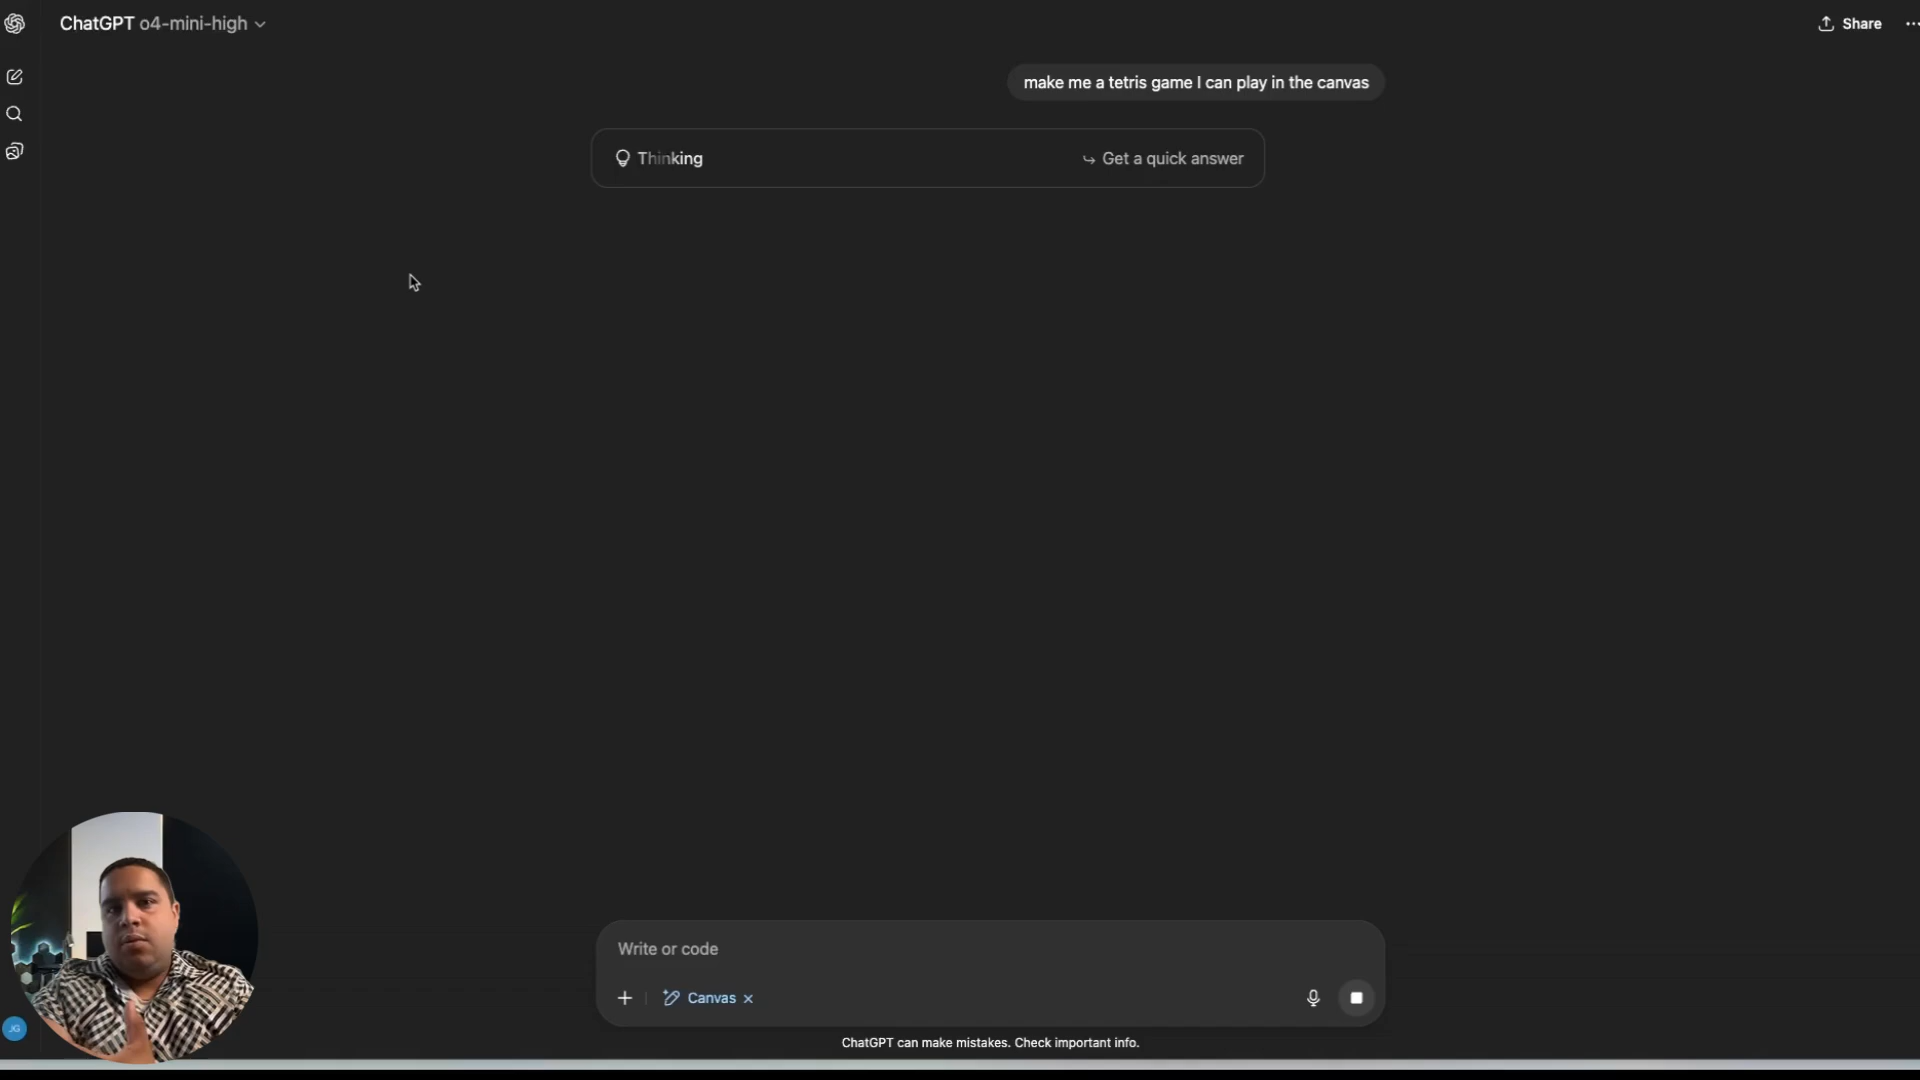 ChatGPT o4-mini-high
Share
make me a tetris game I can play in the canvas
Thinking
Get a quick answer
Write or code
Canvas
JG
ChatGPT can make mistakes. Check important info.